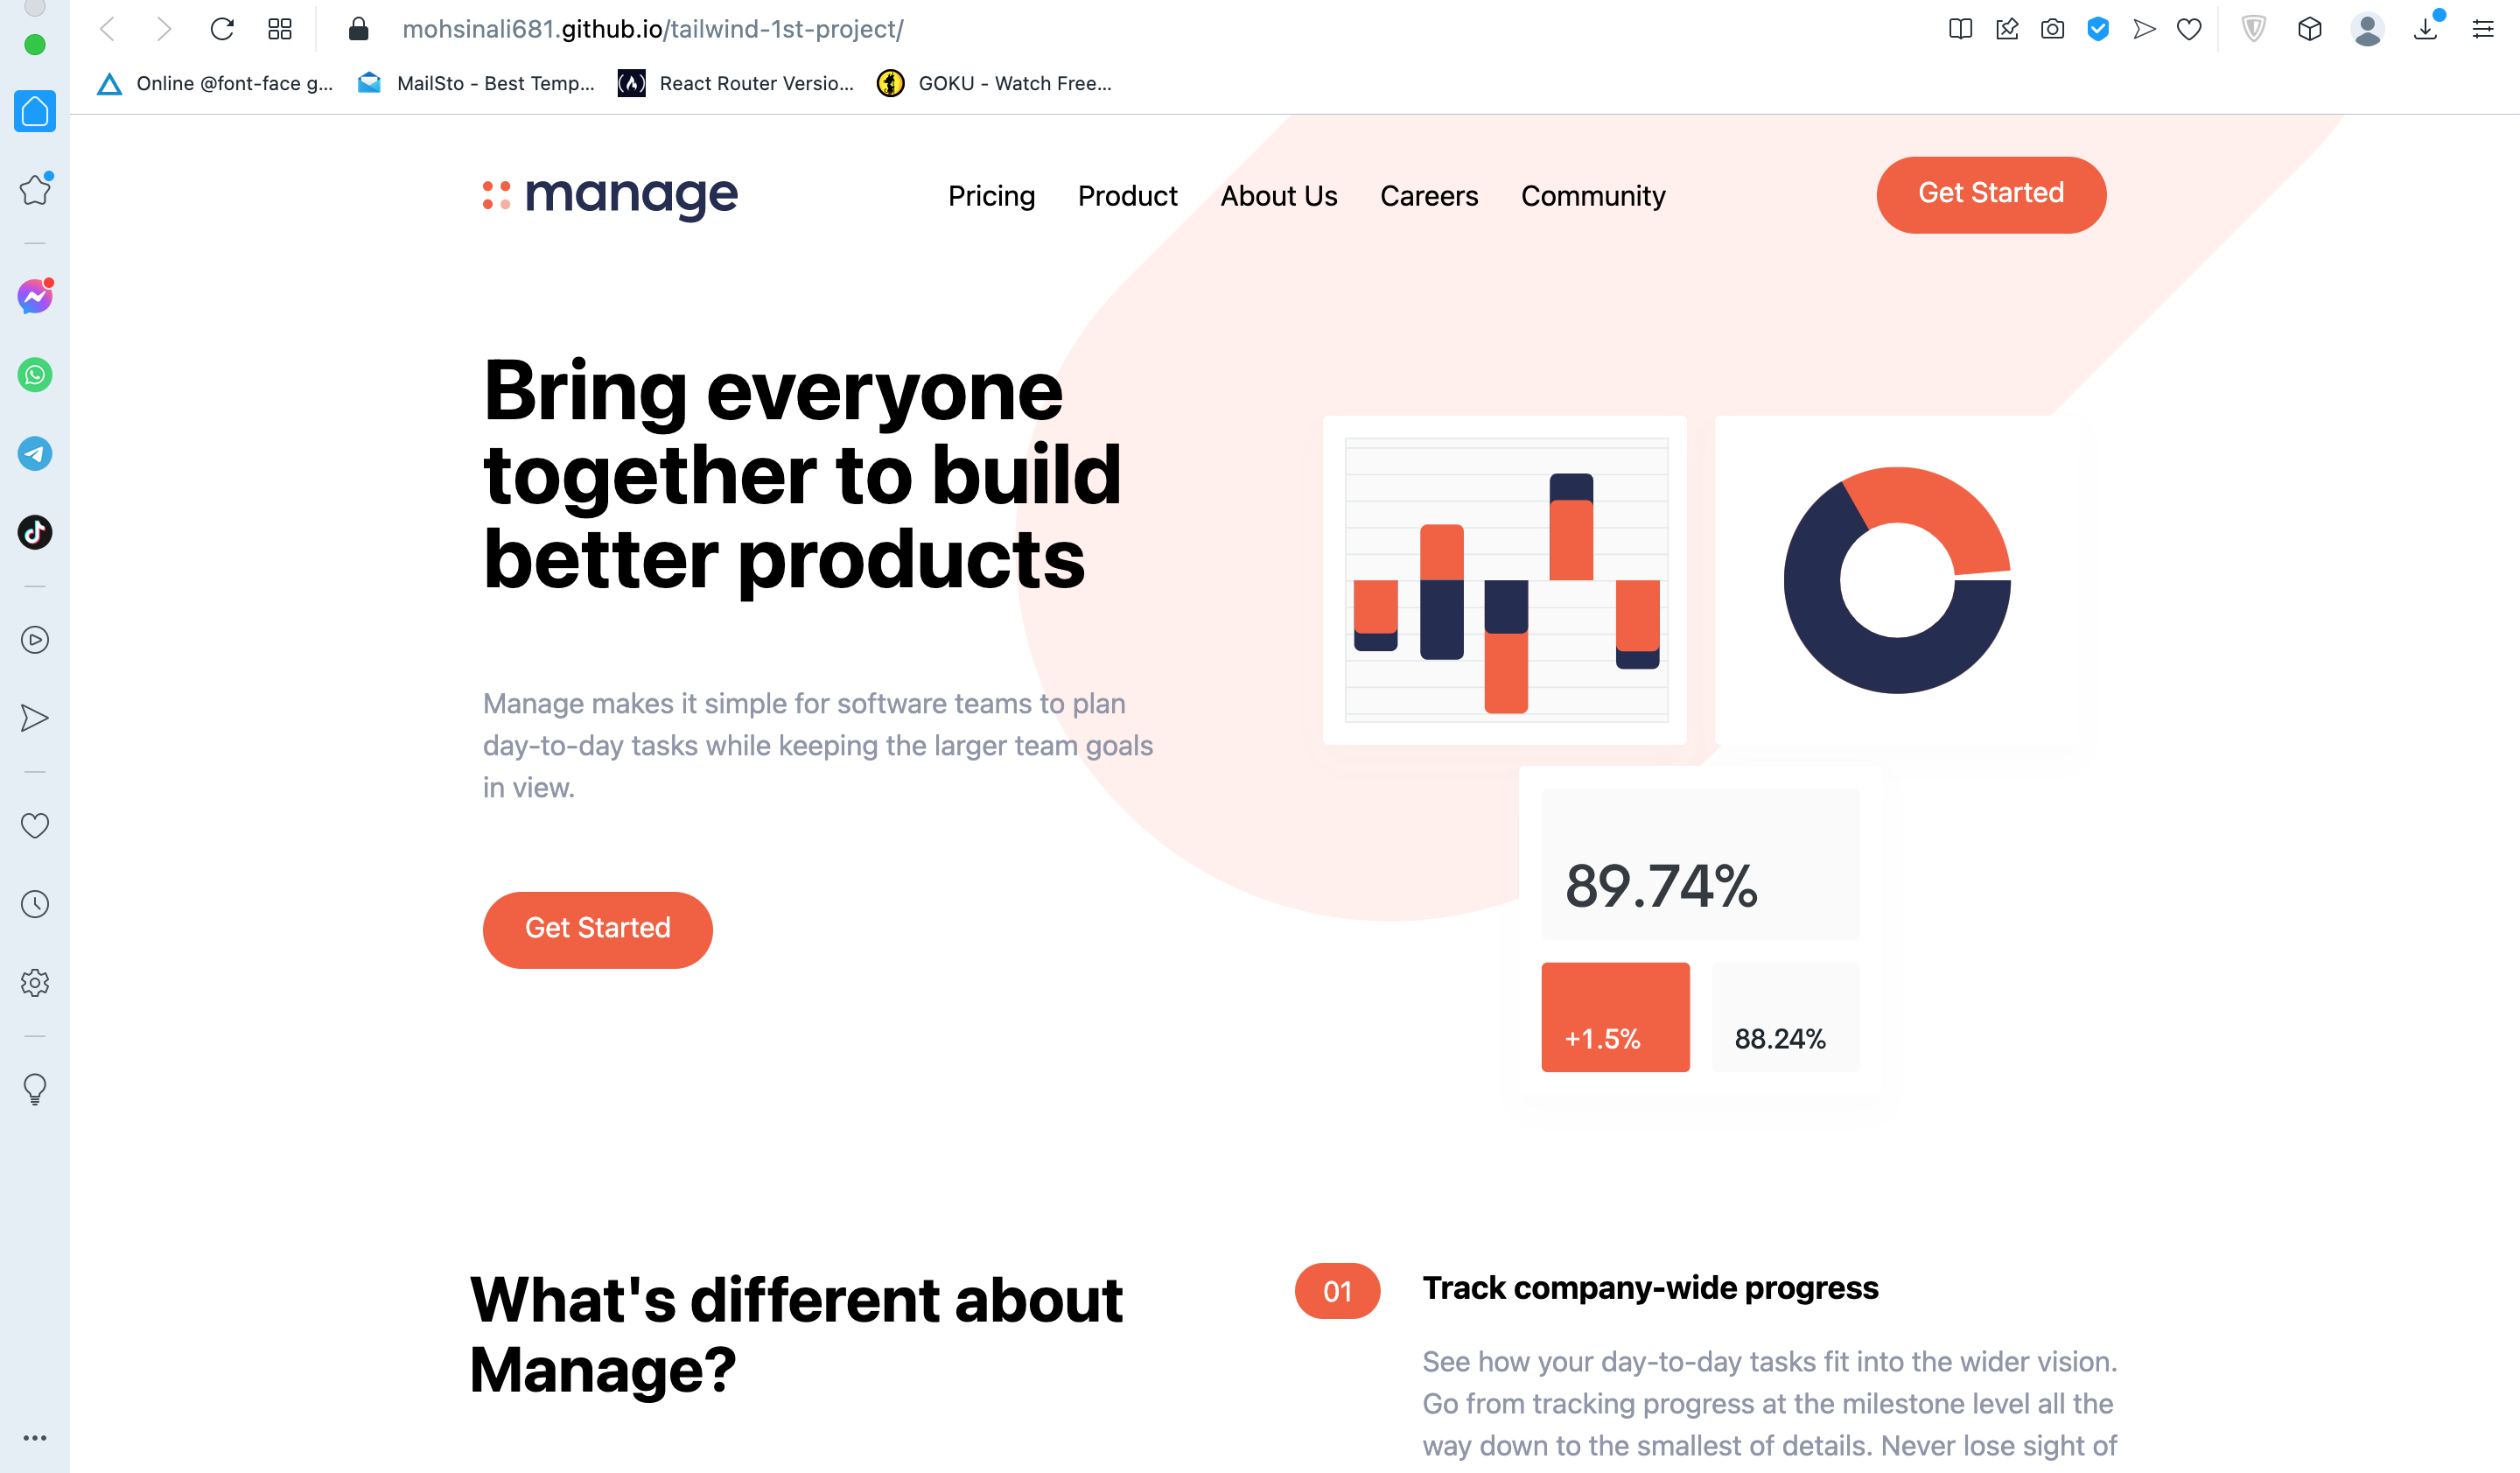 mohsinali681.github.io/tailwind-1st-project/
Online @font-face g...
MailSto - Best Temp...
React Router Versio...
GOKU - Watch Free...
manage
Pricing
Product
About Us
Careers
Community
Get Started
Bring everyone
together to build
better products
Manage makes it simple for software teams to plan
day-to-day tasks while keeping the larger team goals
in view.
Get Started
89.74%
+1.5%
88.24%
What's different about
Manage?
01
Track company-wide progress
See how your day-to-day tasks fit into the wider vision.
Go from tracking progress at the milestone level all the
way down to the smallest of details. Never lose sight of